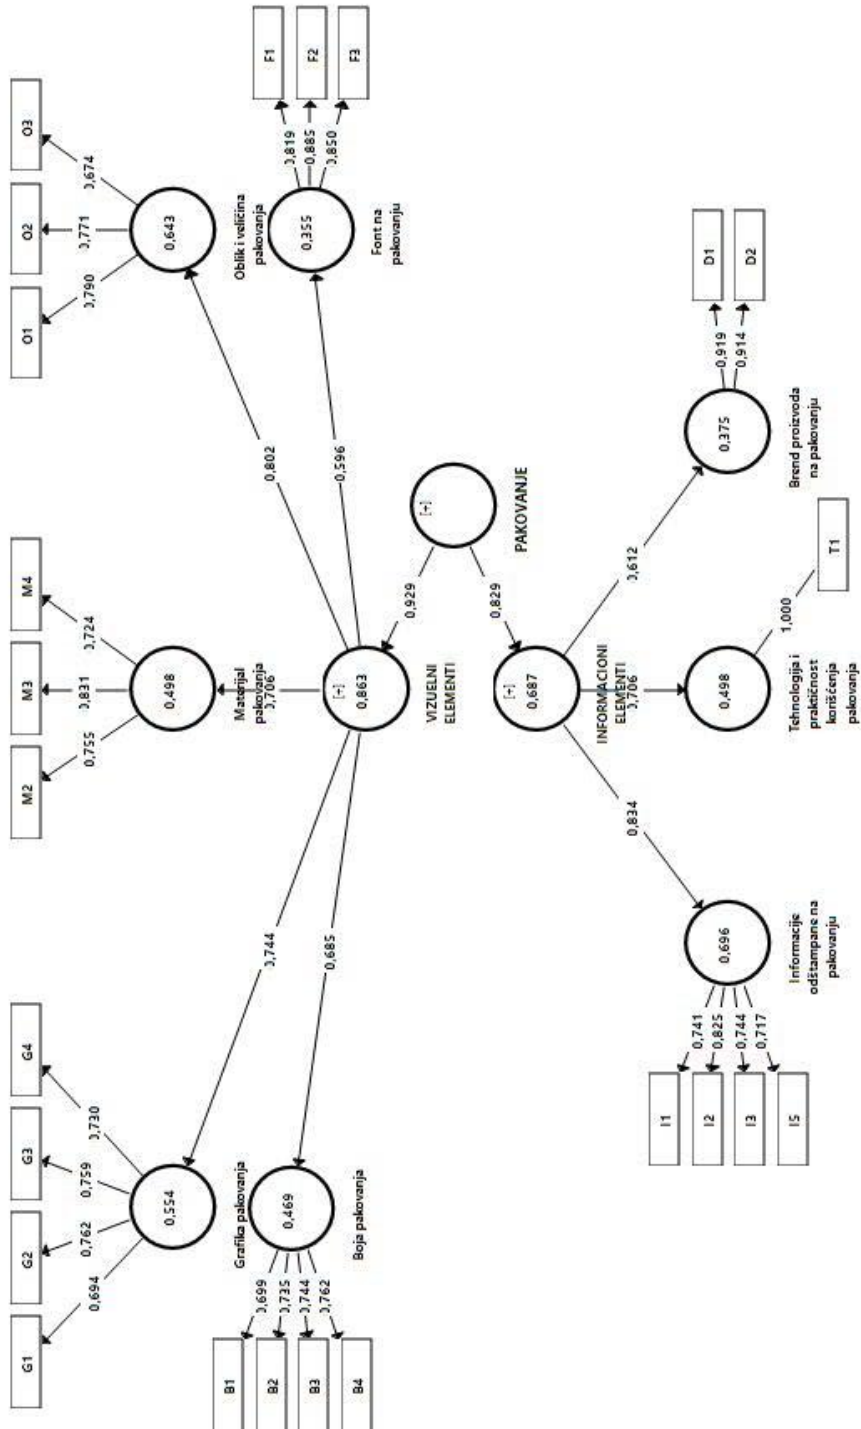 G1
G2
G3
G4
M2
M3
M4
O1
O2
O3
0,694
0,762
0,759
0,730
0,755
0,831
0,724
0,790
0,771
0,674
0,554
0,498
0,643
Grafika pakovanja
Materijal
pakovanja
Oblik i veličina
pakovanja
B1
B2
B3
B4
0,699
0,735
0,744
0,762
0,469
Boja pakovanja
0,744
0,685
0,706
0,802
0,596
F1
F2
F3
0,819
0,885
0,850
0,355
Font na
pakovanju
[+]
0,863
VIZUELNI
ELEMENTI
0,929
[+]
PAKOVANJE
0,829
[+]
0,687
INFORMACIONI
ELEMENTI
0,834
0,706
0,612
I1
I2
I3
I5
0,741
0,825
0,744
0,717
0,696
Informacije
odštampane na
pakovanju
0,498
Tehnologija i
praktičnost
korišćenja
pakovanja
1,000
T1
0,375
Brend proizvoda
na pakovanju
0,919
0,914
D1
D2